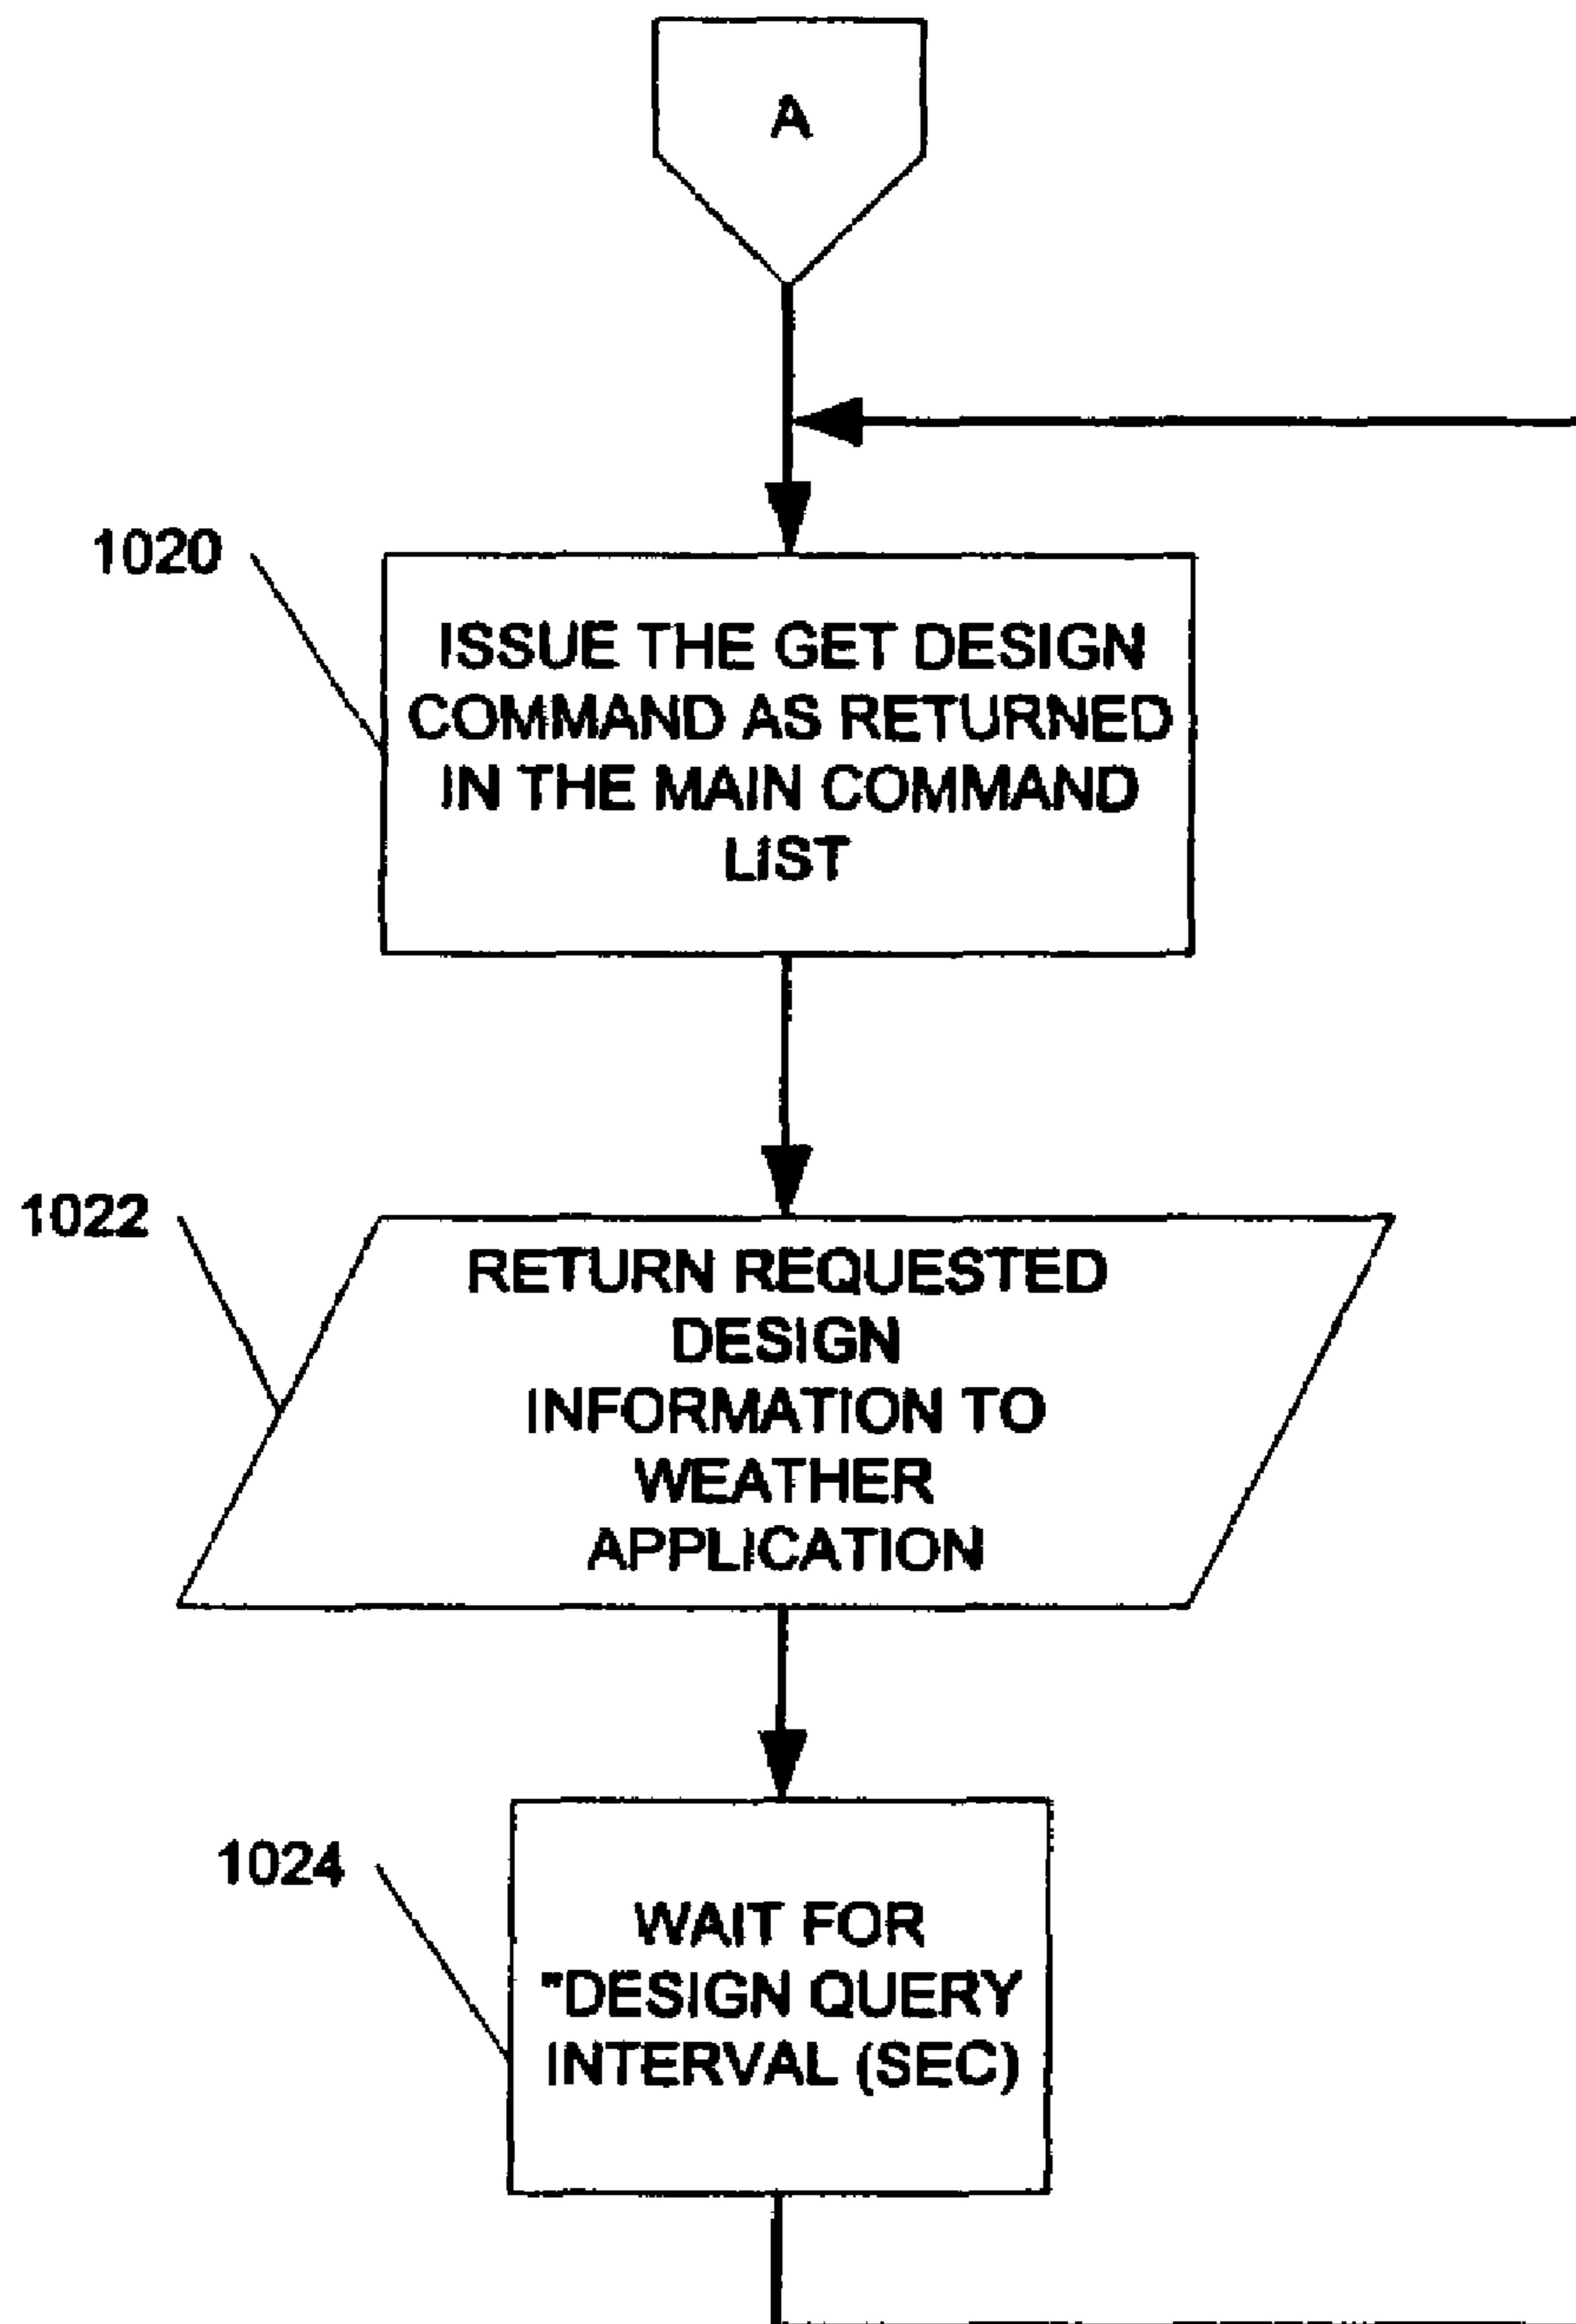 A
1020
ISSUE THE GET DESIGN
COMMAND AS RETURNED
IN THE MAIN COMMAND
LIST
1022
RETURN REQUESTED
DESIGN
INFORMATION TO
WEATHER
APPLICATION
1024
WAIT FOR
"DESIGN QUERY
INTERVAL (SEC)